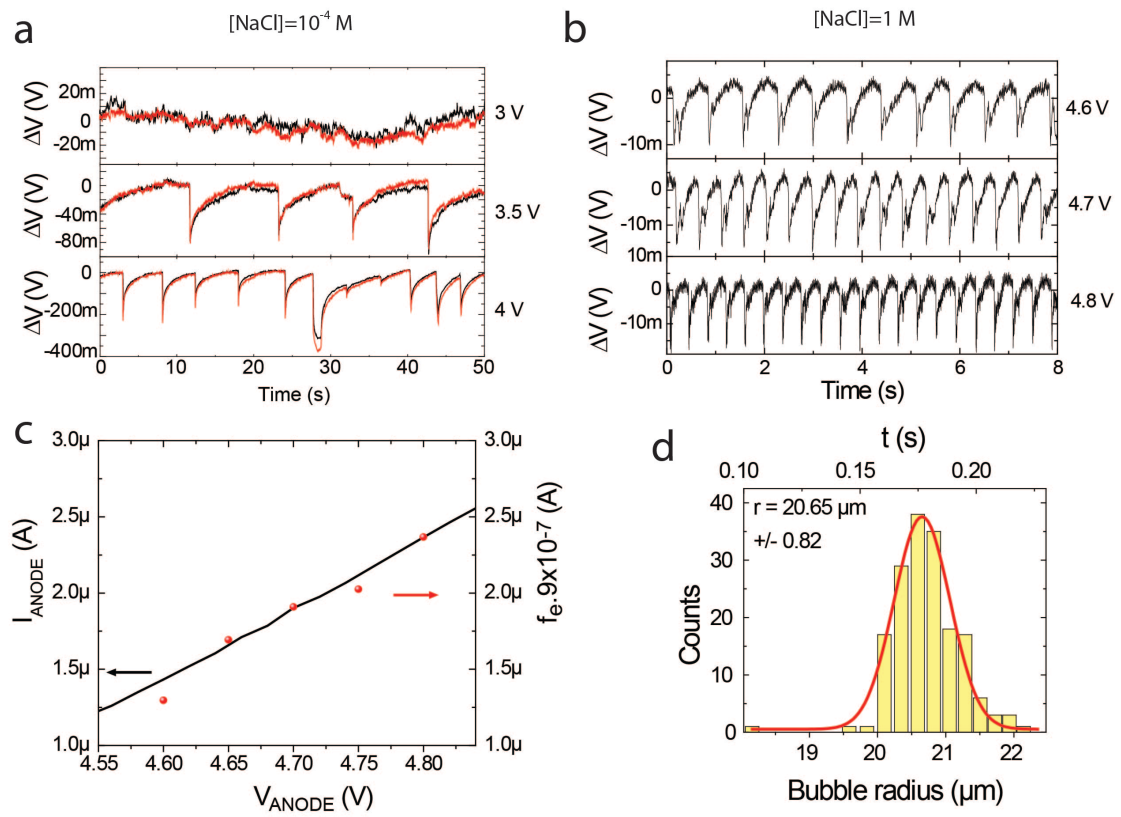 a
[NaCl]=10⁻⁴ M
20m
0
-20m
ΔV (V)
3 V
0
-40m
-80m
ΔV (V)
3.5 V
0
-200m
-400m
ΔV (V)
4 V
0 10 20 30 40 50
Time (s)
b
[NaCl]=1 M
0
-10m
ΔV (V)
4.6 V
0
-10m
ΔV (V)
4.7 V
10m
0
-10m
ΔV (V)
4.8 V
0 2 4 6 8
Time (s)
c
3.0µ
2.5µ
2.0µ
1.5µ
1.0µ
I_ANODE (A)
3.0µ
2.5µ
2.0µ
1.5µ
1.0µ
fₑ.9x10⁻⁷ (A)
4.55 4.60 4.65 4.70 4.75 4.80
V_ANODE (V)
d
t (s)
0.10 0.15 0.20
r = 20.65 µm
+/- 0.82
40
30
20
10
0
Counts
19 20 21 22
Bubble radius (µm)